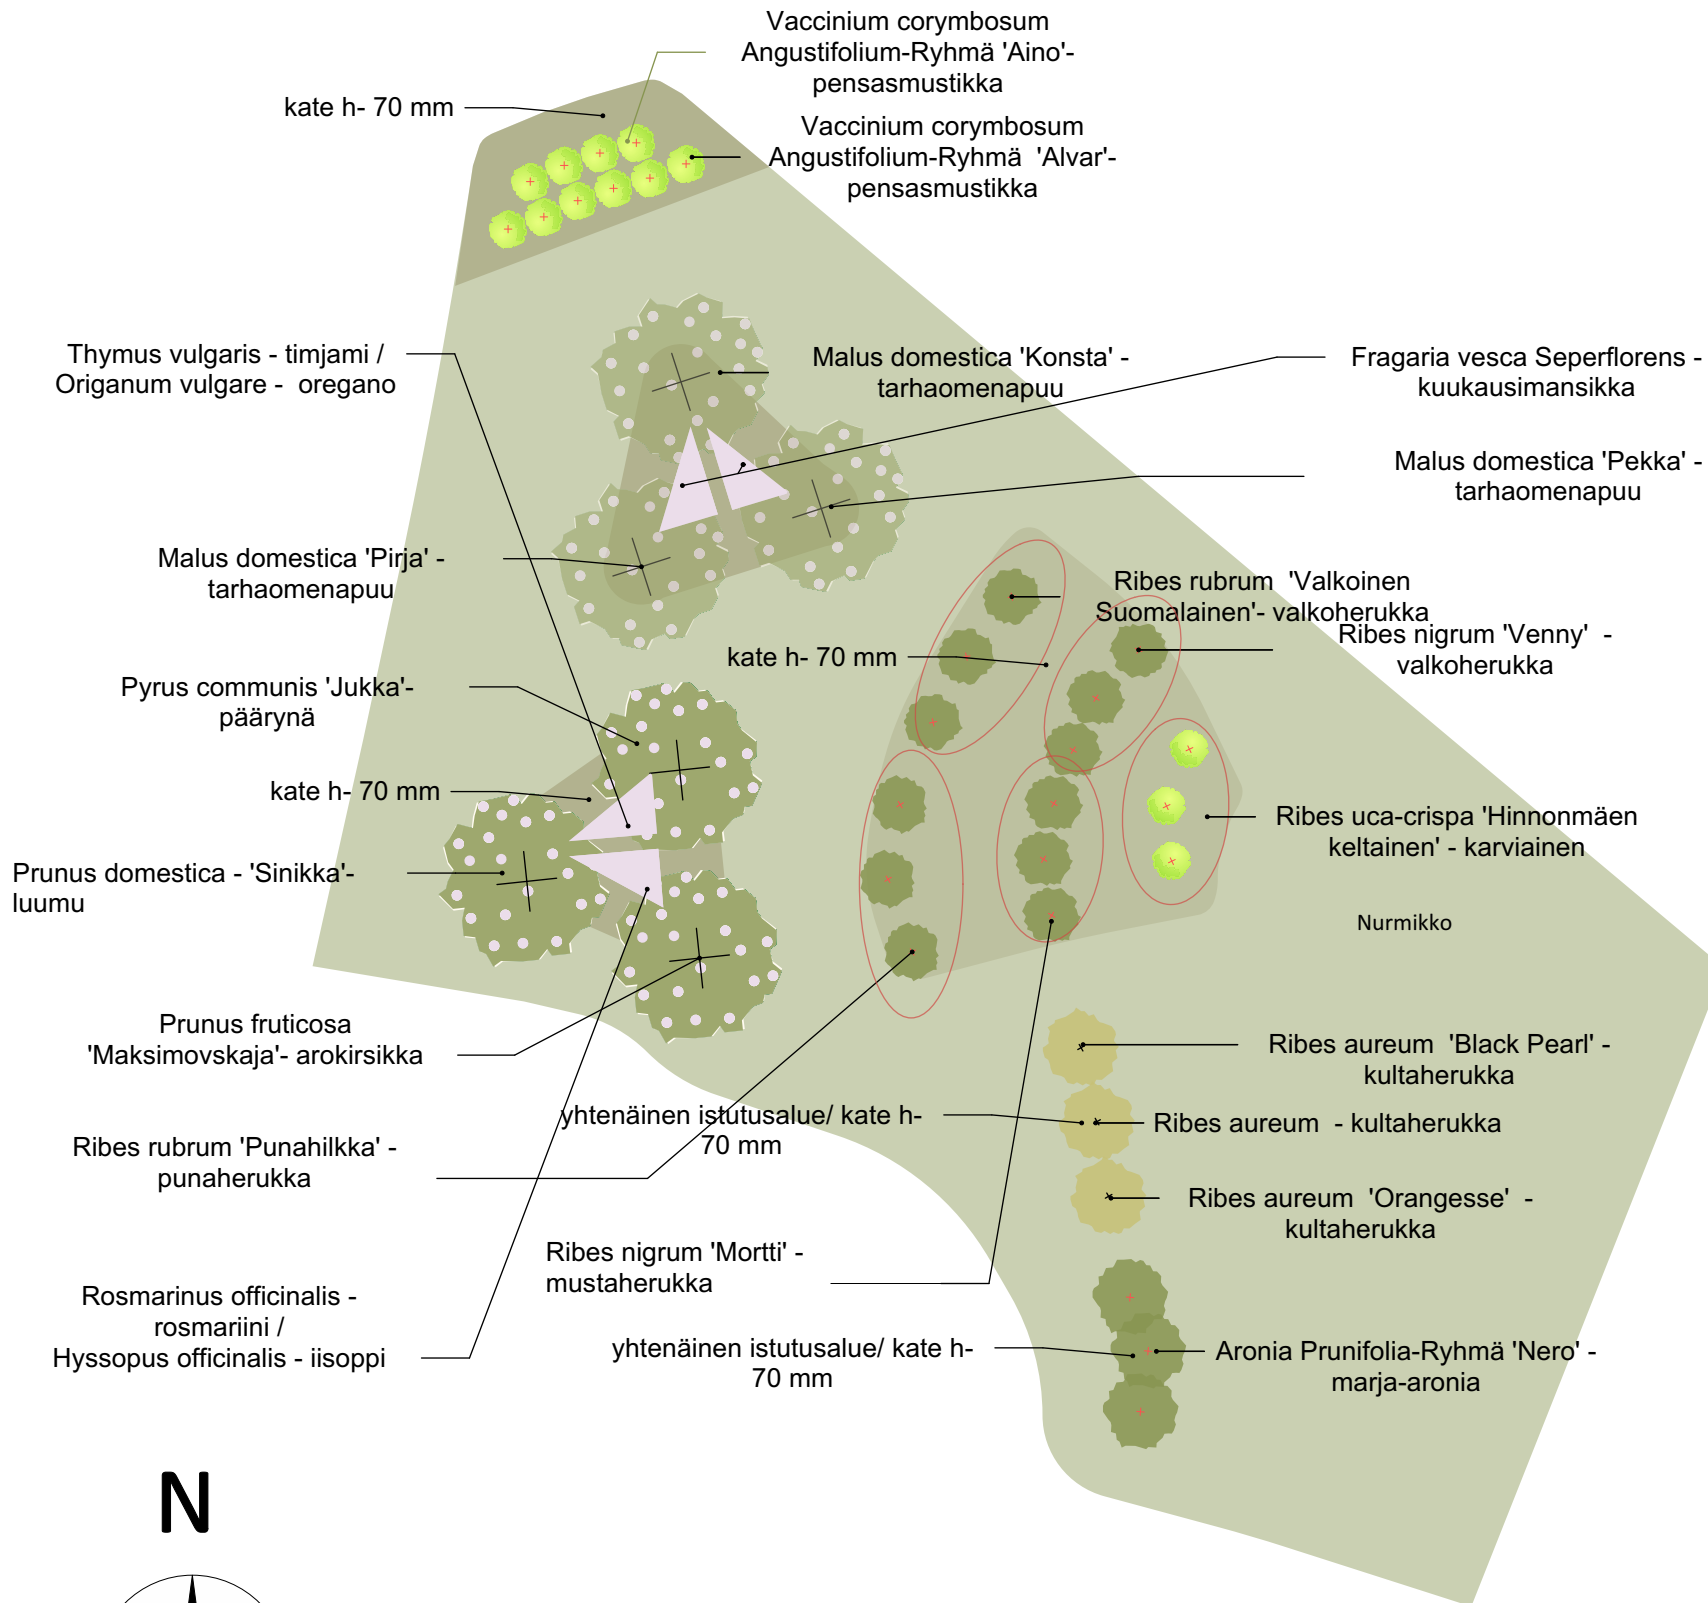 Vaccinium corymbosum
Angustifolium-Ryhmä 'Aino'-
pensasmustikka
kate h- 70 mm
Vaccinium corymbosum
Angustifolium-Ryhmä 'Alvar'-
pensasmustikka
Thymus vulgaris - timjami /
Origanum vulgare - oregano
Malus domestica 'Konsta' -
tarhaomenapuu
Fragaria vesca Seperflorens -
kuukausimansikka
Malus domestica 'Pekka' -
tarhaomenapuu
Malus domestica 'Pirja' -
tarhaomenapuu
Ribes rubrum 'Valkoinen
Suomalainen'- valkoherukka
Ribes nigrum 'Venny' -
valkoherukka
kate h- 70 mm
Pyrus communis 'Jukka'-
päärynä
kate h- 70 mm
Ribes uca-crispa 'Hinnonmäen
keltainen' - karviainen
Prunus domestica - 'Sinikka'-
luumu
Nurmikko
Prunus fruticosa
'Maksimovskaja'- arokirsikka
Ribes aureum 'Black Pearl' -
kultaherukka
yhtenäinen istutusalue/ kate h-
70 mm
Ribes aureum - kultaherukka
Ribes rubrum 'Punahilkka' -
punaherukka
Ribes aureum 'Orangesse' -
kultaherukka
Ribes nigrum 'Mortti' -
mustaherukka
Rosmarinus officinalis -
rosmariini /
Hyssopus officinalis - iisoppi
yhtenäinen istutusalue/ kate h-
70 mm
Aronia Prunifolia-Ryhmä 'Nero' -
marja-aronia
N